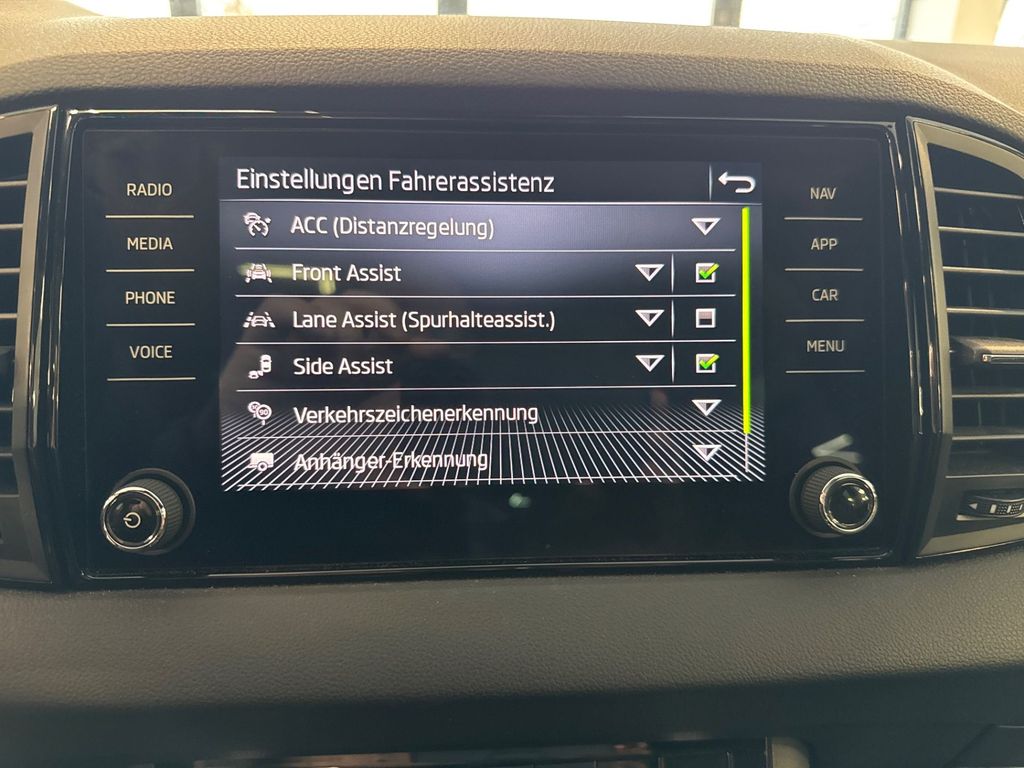 Einstellungen Fahrerassistenz
RADIO
MEDIA
PHONE
VOICE
ACC (Distanzregelung)
Front Assist
Lane Assist (Spurhalteassist.)
Side Assist
90
Verkehrszeichenerkennung
Anhänger-Erkennung
NAV
APP
CAR
MENU